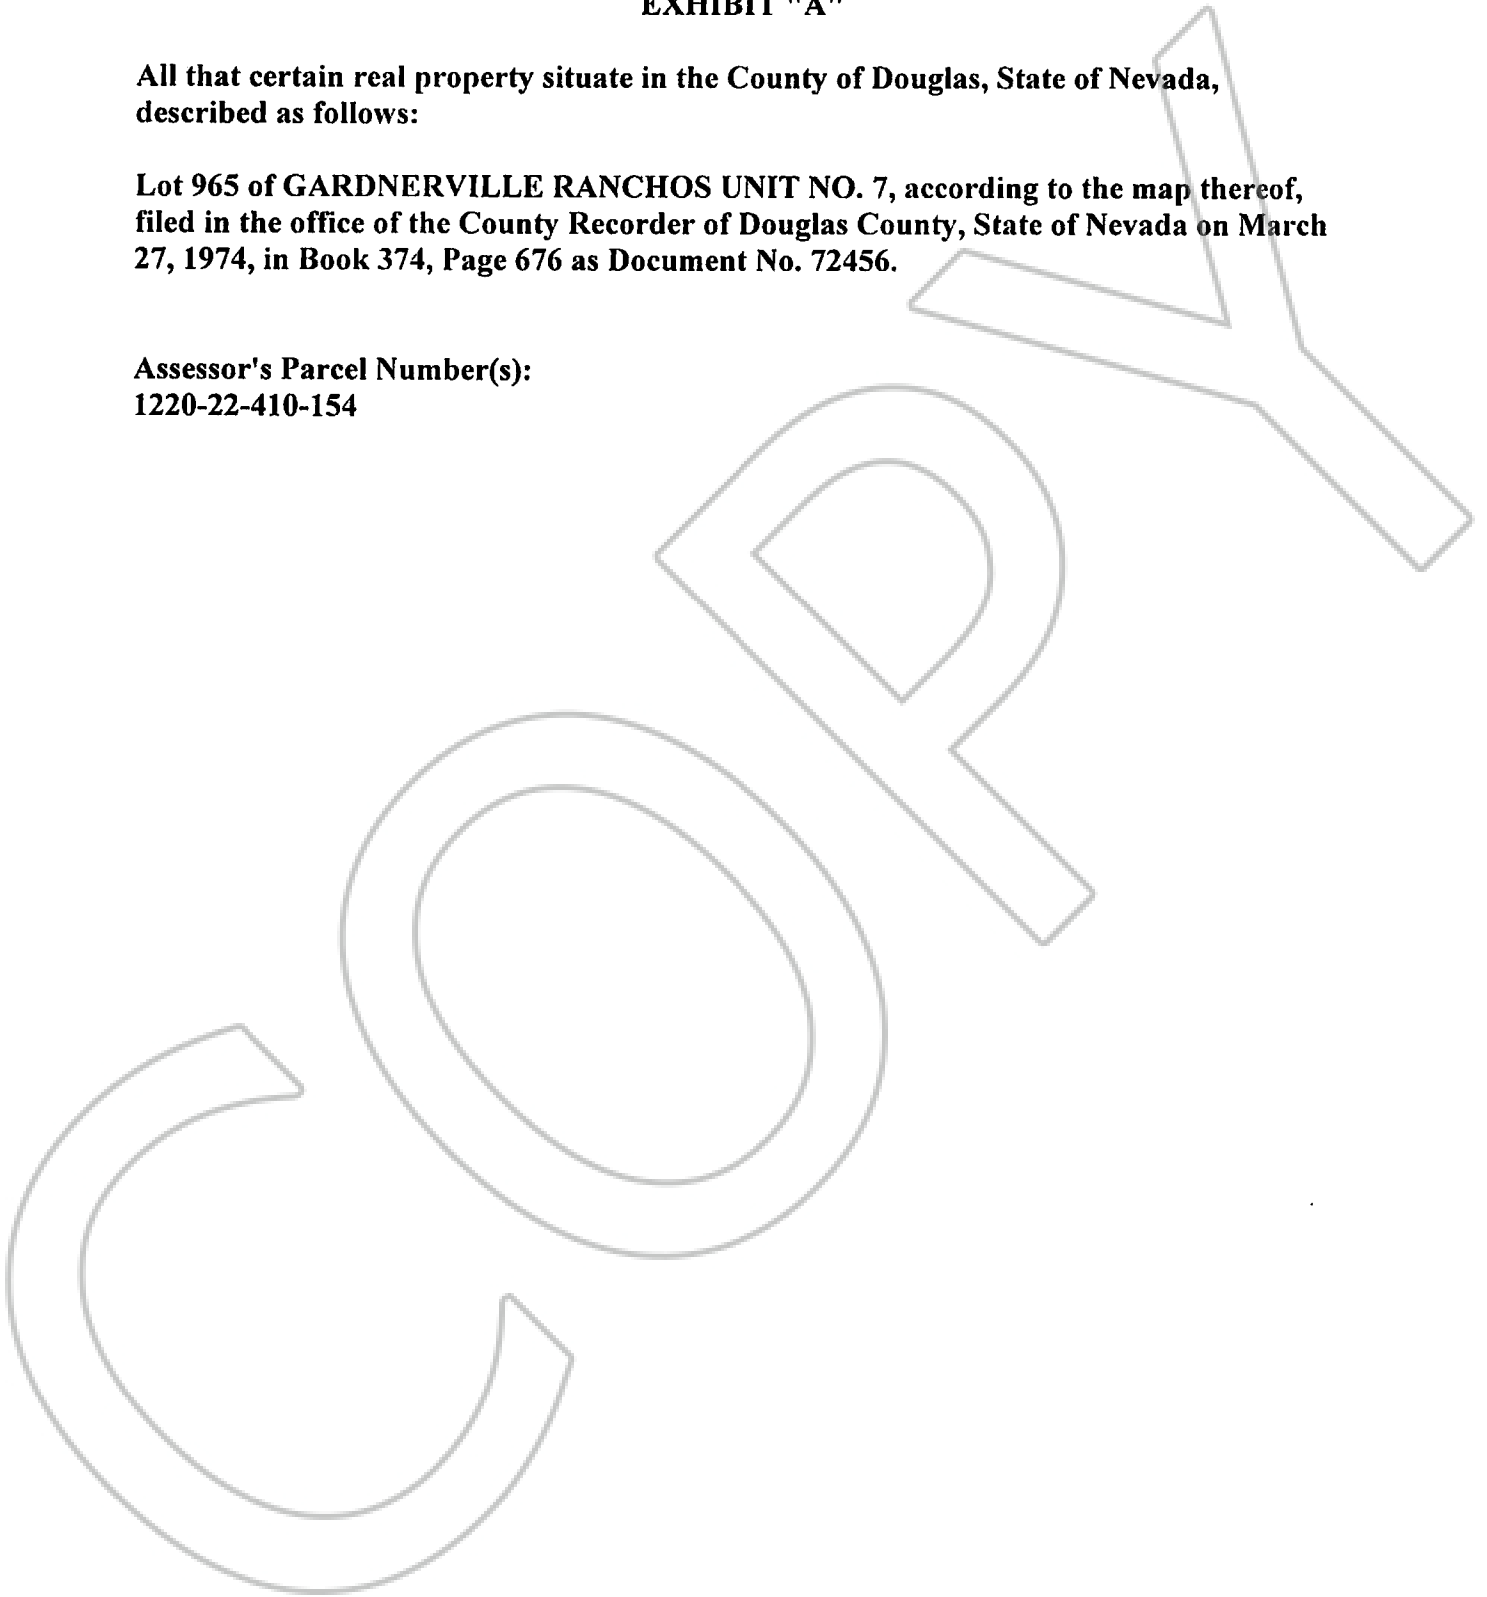 EXHIBIT "A"
All that certain real property situate in the County of Douglas, State of Nevada,
described as follows:
Lot 965 of GARDNERVILLE RANCHOS UNIT NO. 7, according to the map thereof,
filed in the office of the County Recorder of Douglas County, State of Nevada on March
27, 1974, in Book 374, Page 676 as Document No. 72456.
Assessor's Parcel Number(s):
1220-22-410-154
COPY